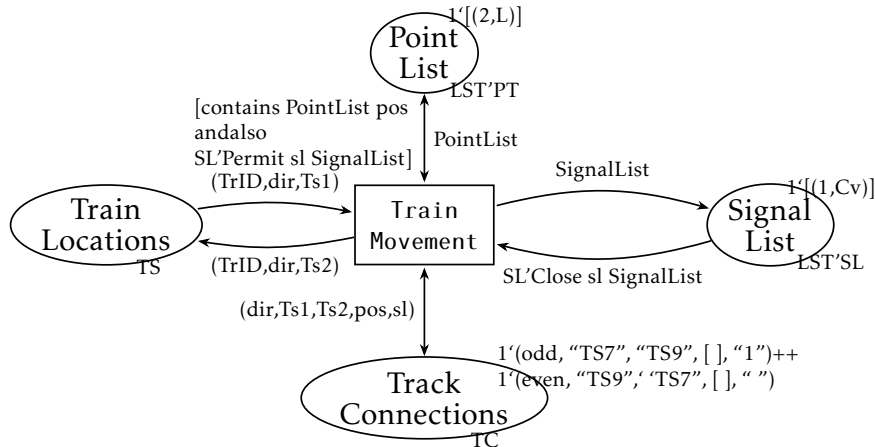 1‘[(2,L)]
Point
List
LST’PT
[contains PointList pos
andalso
SL’Permit sl SignalList]
PointList
(TrID,dir,Ts1)
SignalList
1‘[(1,Cv)]
Train
Locations
TS
Train
Movement
Signal
List
LST’SL
(TrID,dir,Ts2)
SL’Close sl SignalList
(dir,Ts1,Ts2,pos,sl)
1‘(odd, “TS7”, “TS9”, [ ], “1”)++
1‘(even, “TS9”,‘ ‘TS7”, [ ], “ ”)
Track
Connections
TC